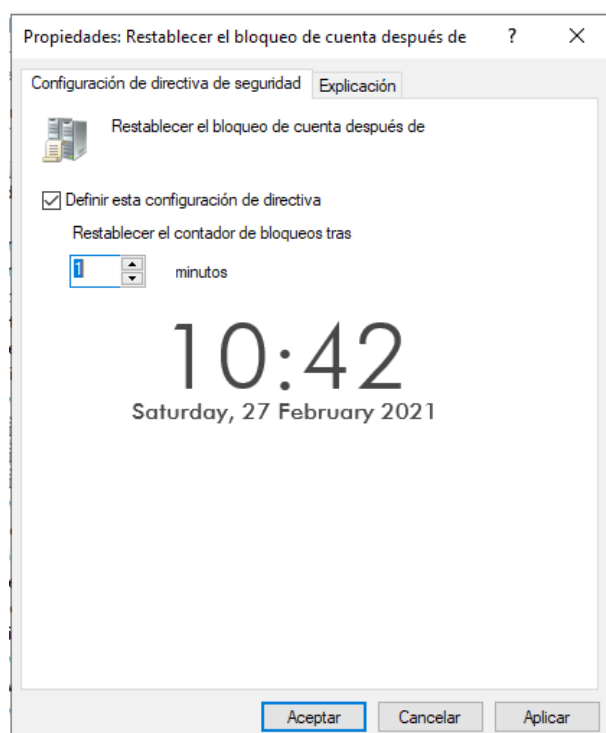 Propiedades: Restablecer el bloqueo de cuenta después de ? X
Configuración de directiva de seguridad Explicación
Restablecer el bloqueo de cuenta después de
Definir esta configuración de directiva
Restablecer el contador de bloqueos tras
1 minutos
10:42
Saturday, 27 February 2021
Aceptar Cancelar Aplicar